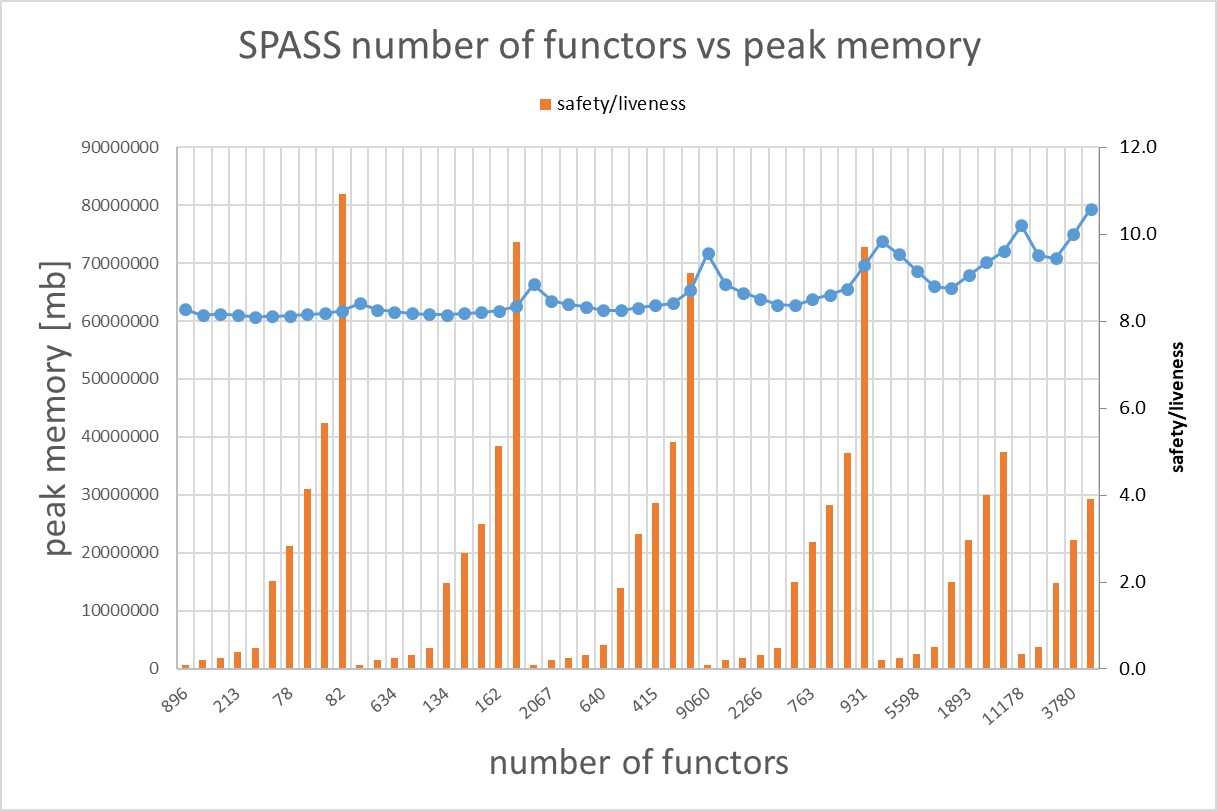 SPASS number of functors vs peak memory
safety/liveness
90000000
80000000
70000000
60000000
50000000
40000000
30000000
20000000
10000000
0
peak memory [mb]
12.0
10.0
8.0
6.0
4.0
2.0
0.0
safety/liveness
896 213 78 82 634 134 162 2067 640 415 9060 2266 763 931 5598 1893 11178 3780
number of functors